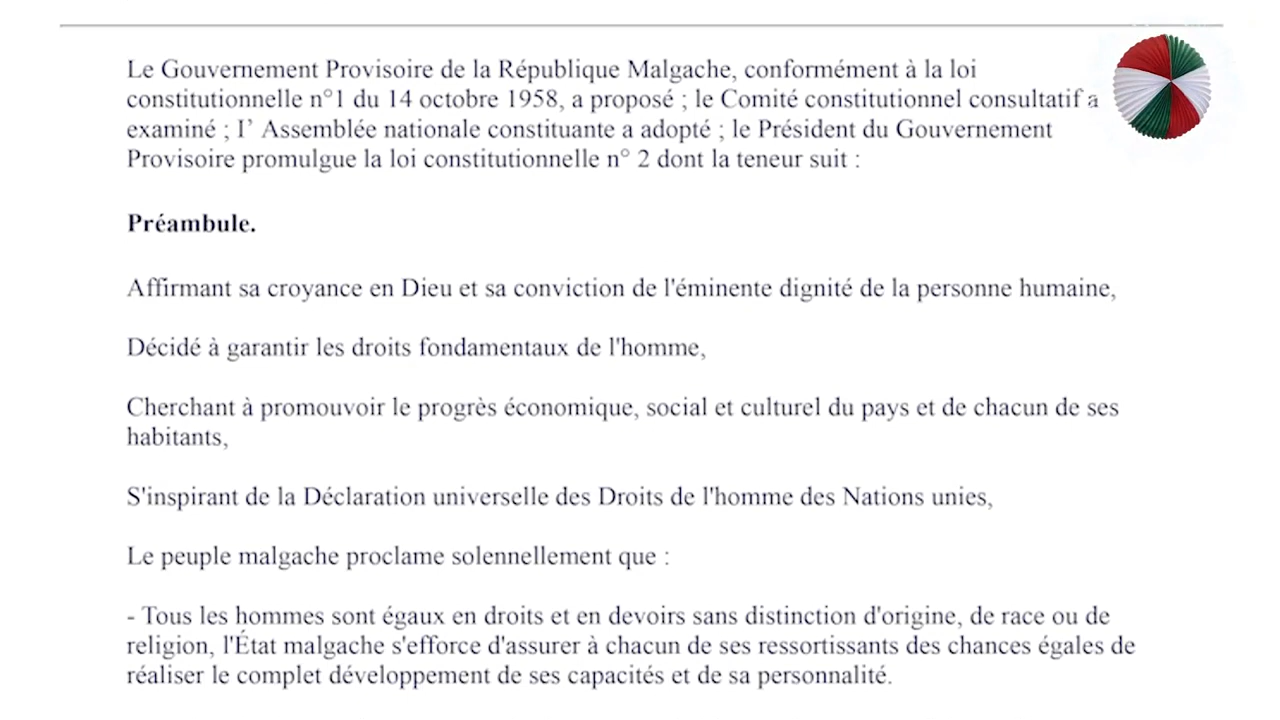 Le Gouvernement Provisoire de la République Malgache, conformément à la loi
constitutionnelle n°1 du 14 octobre 1958, a proposé ; le Comité constitutionnel consultatif a
examiné ; I’ Assemblée nationale constituante a adopté ; le Président du Gouvernement
Provisoire promulgue la loi constitutionnelle n° 2 dont la teneur suit :
Préambule.
Affirmant sa croyance en Dieu et sa conviction de l'éminente dignité de la personne humaine,
Décidé à garantir les droits fondamentaux de l'homme,
Cherchant à promouvoir le progrès économique, social et culturel du pays et de chacun de ses
habitants,
S'inspirant de la Déclaration universelle des Droits de l'homme des Nations unies,
Le peuple malgache proclame solennellement que :
- Tous les hommes sont égaux en droits et en devoirs sans distinction d'origine, de race ou de
religion, l'État malgache s'efforce d'assurer à chacun de ses ressortissants des chances égales de
réaliser le complet développement de ses capacités et de sa personnalité.